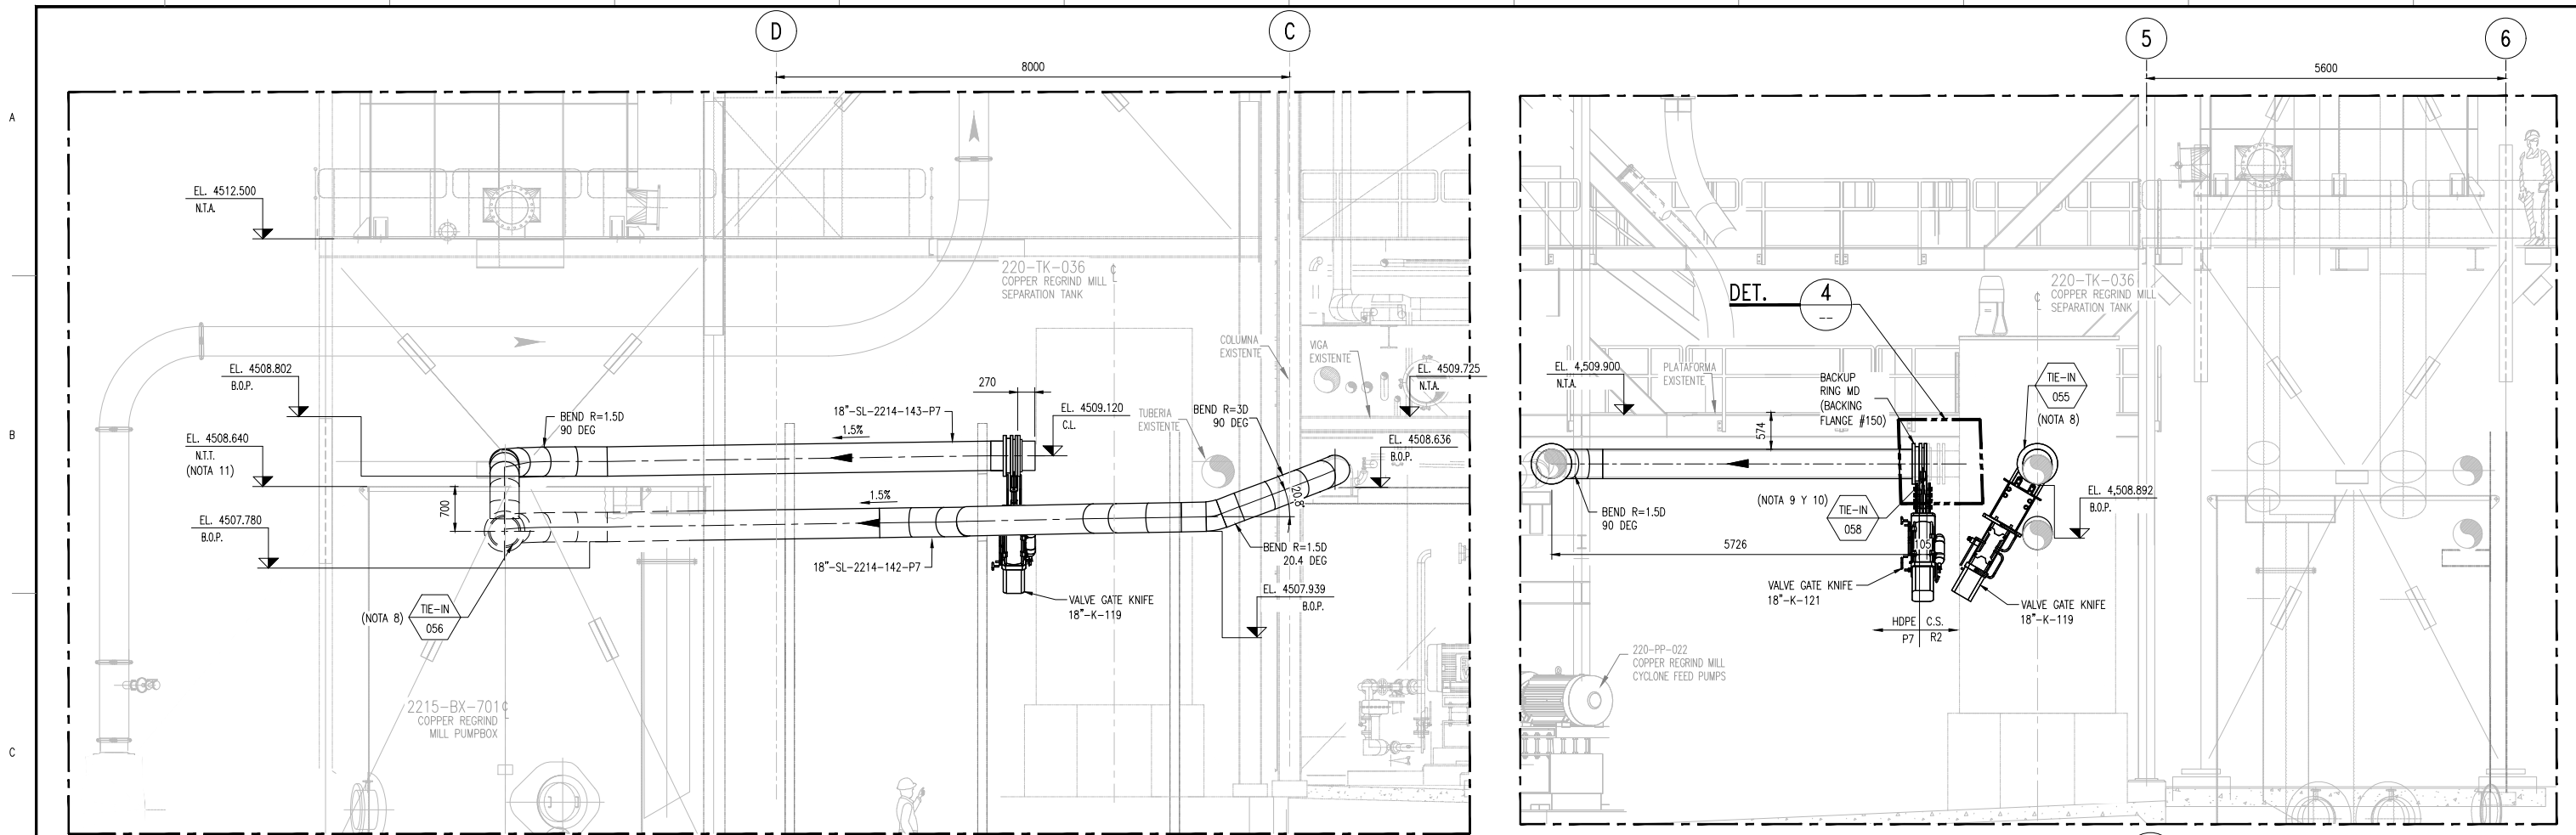 D
C
5
6
8000
5600
A
B
C
EL. 4512.500
N.T.A.
220-TK-036 ℄
COPPER REGRIND MILL
SEPARATION TANK
COLUMNA
EXISTENTE
VIGA
EXISTENTE
EL. 4508.802
B.O.P.
270
EL. 4509.725
N.T.A.
BEND R=1.5D
90 DEG
18"-SL-2214-143-P7
1.5%
EL. 4509.120
C.L.
TUBERIA
EXISTENTE
BEND R=3D
90 DEG
EL. 4508.640
N.T.T.
(NOTA 11)
EL. 4508.636
B.O.P.
700
1.5%
20.8°
EL. 4507.780
B.O.P.
18"-SL-2214-142-P7
BEND R=1.5D
20.4 DEG
EL. 4507.939
B.O.P.
(NOTA 8)
TIE-IN
056
VALVE GATE KNIFE
18"-K-119
2215-BX-701 ℄
COPPER REGRIND
MILL PUMPBOX
DET.
4
--
220-TK-036
℄
COPPER REGRIND MILL
SEPARATION TANK
EL. 4,509.900
N.T.A.
PLATAFORMA
EXISTENTE
BACKUP
RING MD
(BACKING
FLANGE #150)
TIE-IN
055
(NOTA 8)
574
BEND R=1.5D
90 DEG
(NOTA 9 Y 10)
TIE-IN
058
EL. 4,508.892
B.O.P.
5726
105
VALVE GATE KNIFE
18"-K-121
VALVE GATE KNIFE
18"-K-119
HDPE C.S.
P7 R2
220-PP-022
COPPER REGRIND MILL
CYCLONE FEED PUMPS